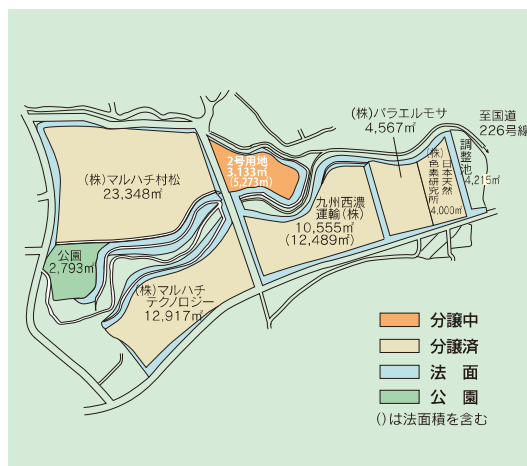 (株)パラエルモサ
4,567㎡
至国道
226号線
2号用地
3,133㎡
(5,273㎡)
(株)マルハチ村松
23,348㎡
(株)日本天然
色素研究所
4,000㎡
調整池
4,215㎡
九州西濃
運輸(株)
10,555㎡
(12,489㎡)
公園
2,793㎡
(株)マルハチ
テクノロジー
12,917㎡
分譲中
分譲済
法　面
公　園
()は法面積を含む